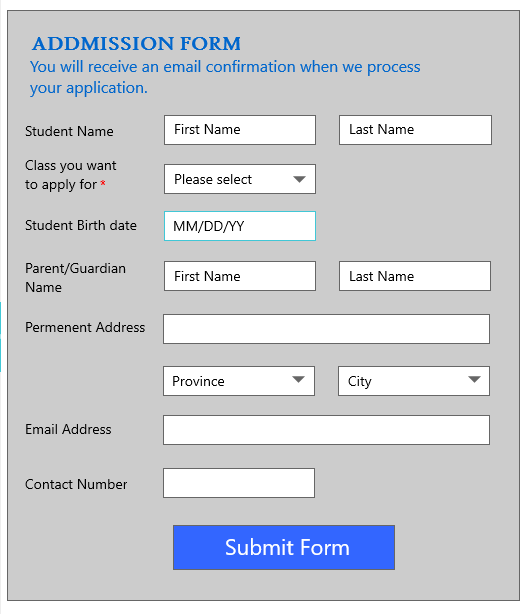 ADDMISSION FORM
You will receive an email confirmation when we process
your application.
Student Name First Name Last Name
Class you want
to apply for * Please select
Student Birth date MM/DD/YY
Parent/Guardian
Name First Name Last Name
Permenent Address
Province City
Email Address
Contact Number
Submit Form